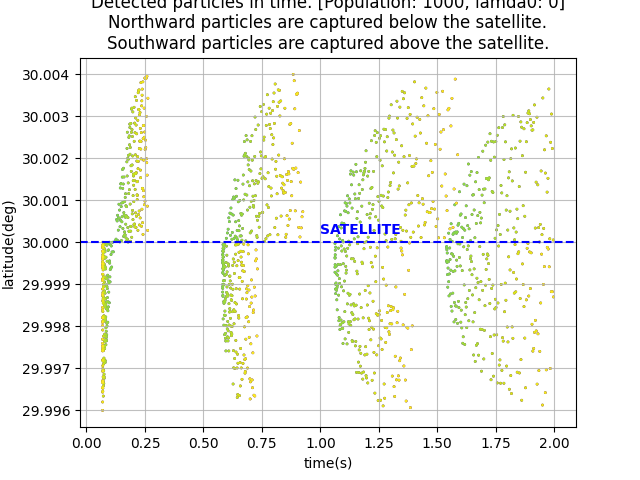 Detected particles in time. [Population: 1000, lamda0: 0]
Northward particles are captured below the satellite.
Southward particles are captured above the satellite.
30.004
30.003
30.002
30.001
30.000
29.999
29.998
29.997
29.996
latitude(deg)
SATELLITE
0.00 0.25 0.50 0.75 1.00 1.25 1.50 1.75 2.00
time(s)